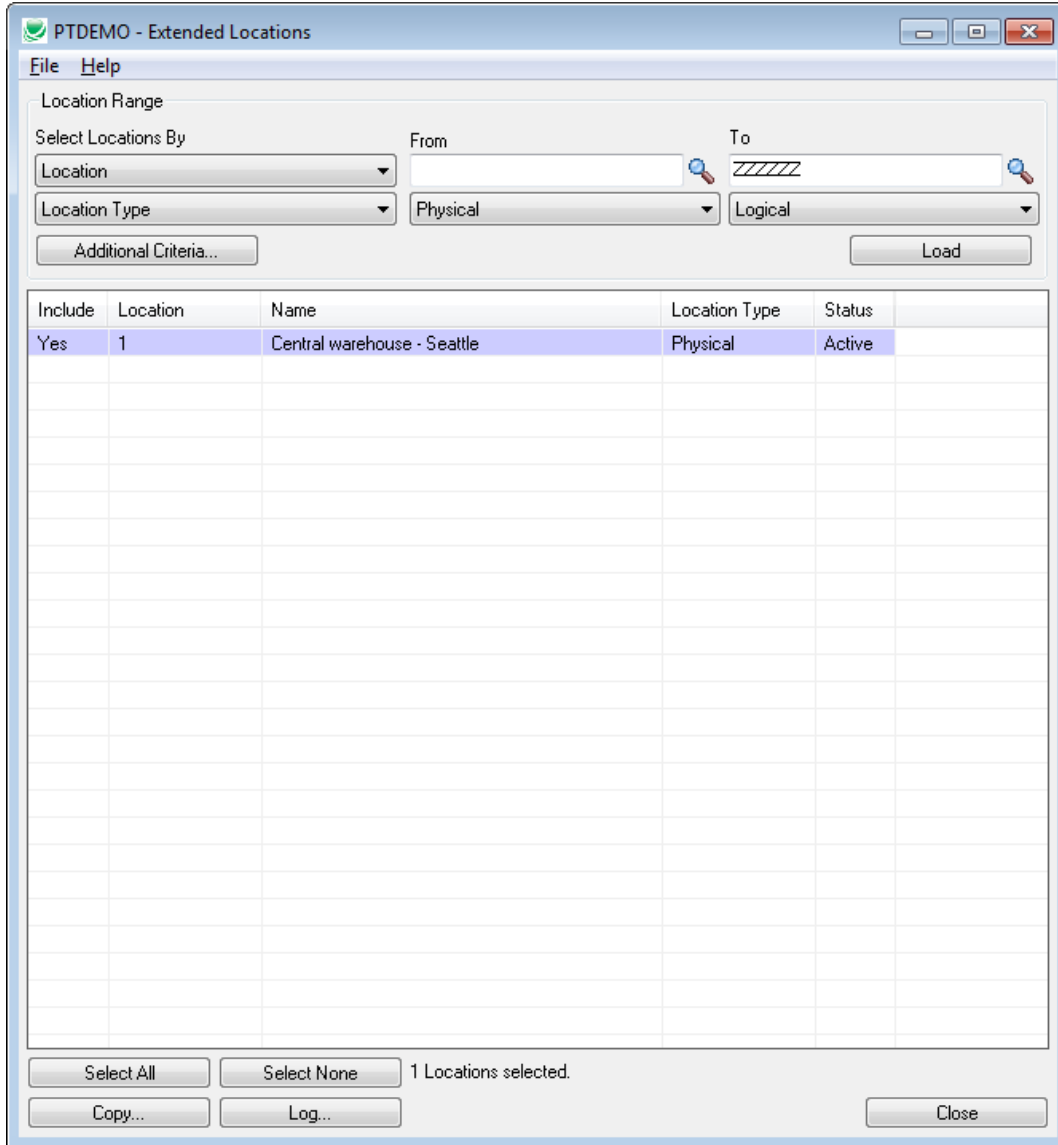 PTDEMO - Extended Locations
File Help
Location Range
Select Locations By From To
Location ZZZZZZ
Location Type Physical Logical
Additional Criteria... Load
Include Location Name Location Type Status
Yes 1 Central warehouse - Seattle Physical Active
Select All Select None 1 Locations selected.
Copy... Log... Close